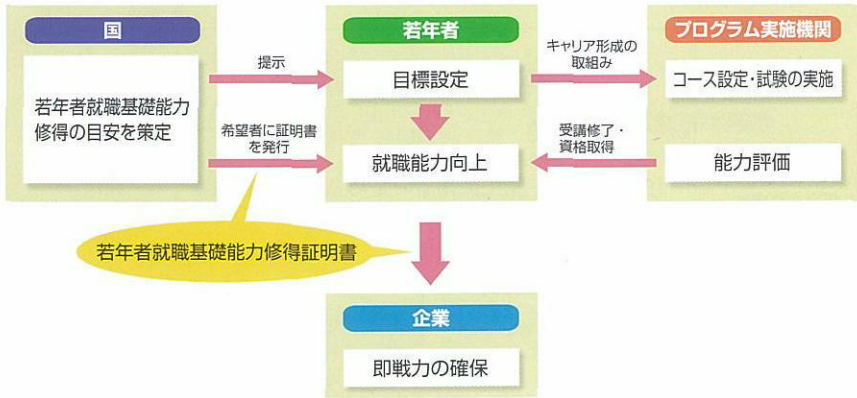 国
若年者就職基礎能力
修得の目安を策定
提示
希望者に証明書
を発行
若年者
目標設定
就職能力向上
キャリア形成の
取組み
受講修了・
資格取得
プログラム実施機関
コース設定・試験の実施
能力評価
若年者就職基礎能力修得証明書
企業
即戦力の確保